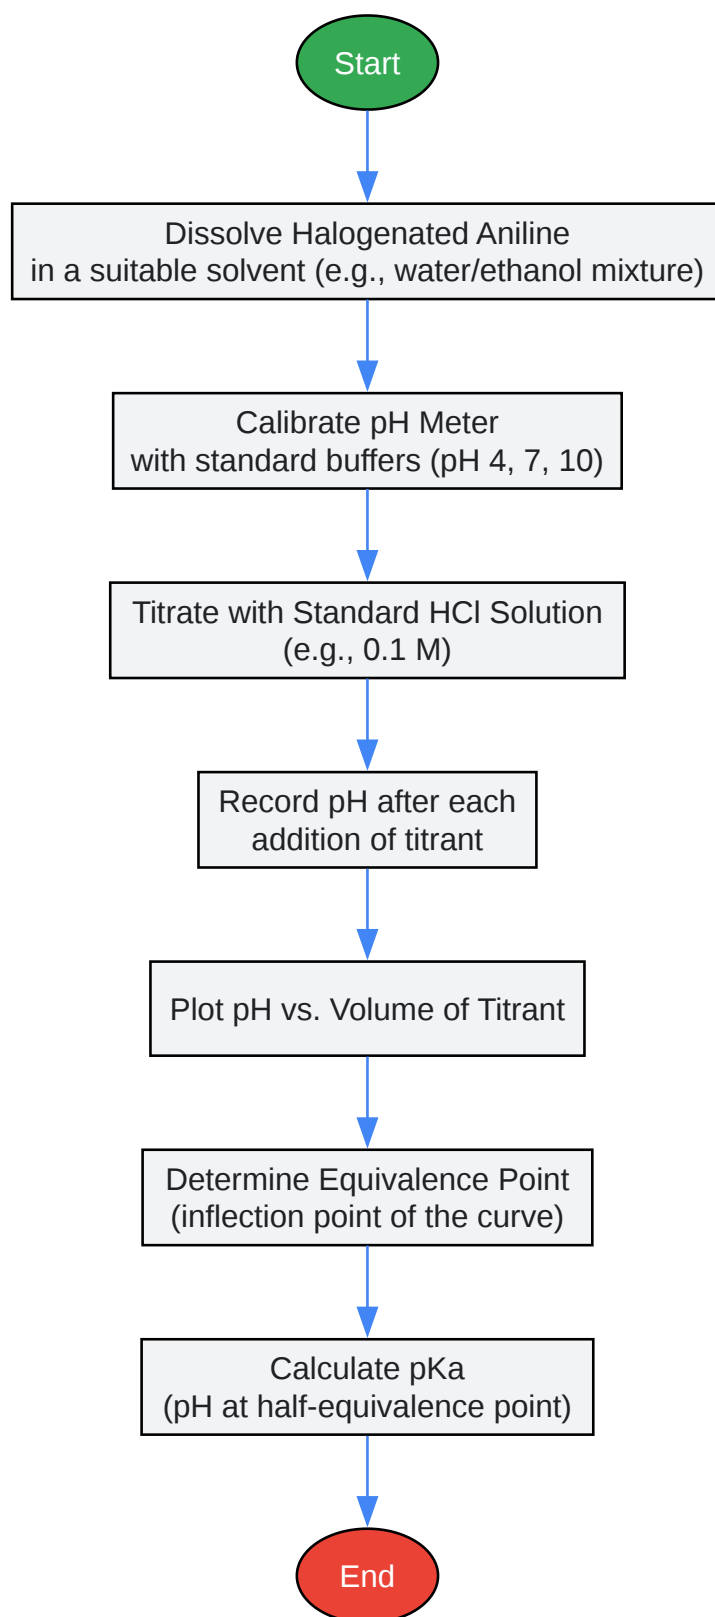 Start
Dissolve Halogenated Aniline
in a suitable solvent (e.g., water/ethanol mixture)
Calibrate pH Meter
with standard buffers (pH 4, 7, 10)
Titrate with Standard HCl Solution
(e.g., 0.1 M)
Record pH after each
addition of titrant
Plot pH vs. Volume of Titrant
Determine Equivalence Point
(inflection point of the curve)
Calculate pKa
(pH at half-equivalence point)
End